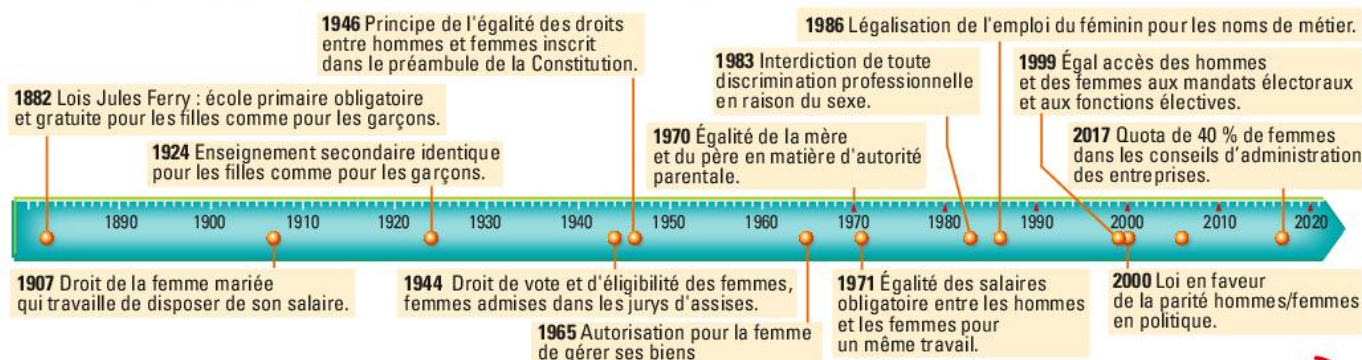 1946 Principe de l'égalité des droits
entre hommes et femmes inscrit
dans le préambule de la Constitution.
1986 Légalisation de l'emploi du féminin pour les noms de métier.
1983 Interdiction de toute
discrimination professionnelle
en raison du sexe.
1999 Égal accès des hommes
et des femmes aux mandats électoraux
et aux fonctions électives.
1882 Lois Jules Ferry : école primaire obligatoire
et gratuite pour les filles comme pour les garçons.
1924 Enseignement secondaire identique
pour les filles comme pour les garçons.
1970 Égalité de la mère
et du père en matière d'autorité
parentale.
2017 Quota de 40 % de femmes
dans les conseils d'administration
des entreprises.
1890 1900 1910 1920 1930 1940 1950 1960 1970 1980 1990 2000 2010 2020
1907 Droit de la femme mariée
qui travaille de disposer de son salaire.
1944 Droit de vote et d'éligibilité des femmes,
femmes admises dans les jurys d'assises.
1965 Autorisation pour la femme
de gérer ses biens
1971 Égalité des salaires
obligatoire entre les hommes
et les femmes pour
un même travail.
2000 Loi en faveur
de la parité hommes/femmes
en politique.